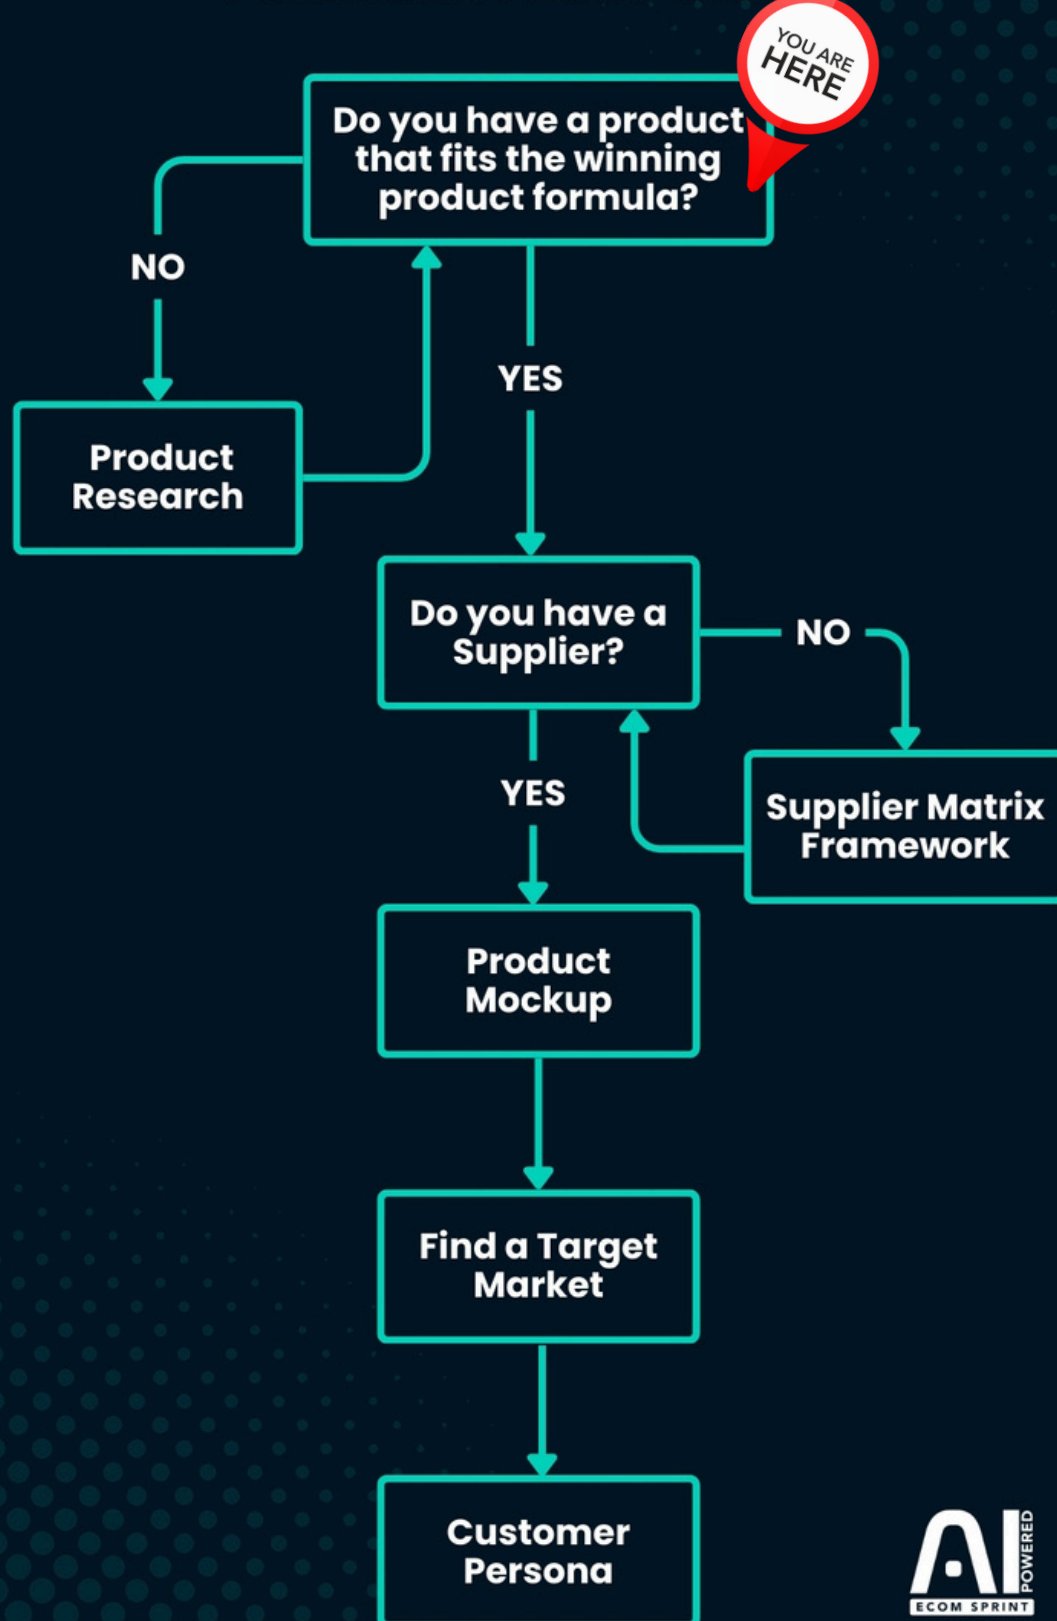 YOU ARE
HERE
Do you have a product
that fits the winning
product formula?
NO
YES
Product
Research
Do you have a
Supplier?
NO
YES
Supplier Matrix
Framework
Product
Mockup
Find a Target
Market
Customer
Persona
AI
POWERED
ECOM SPRINT